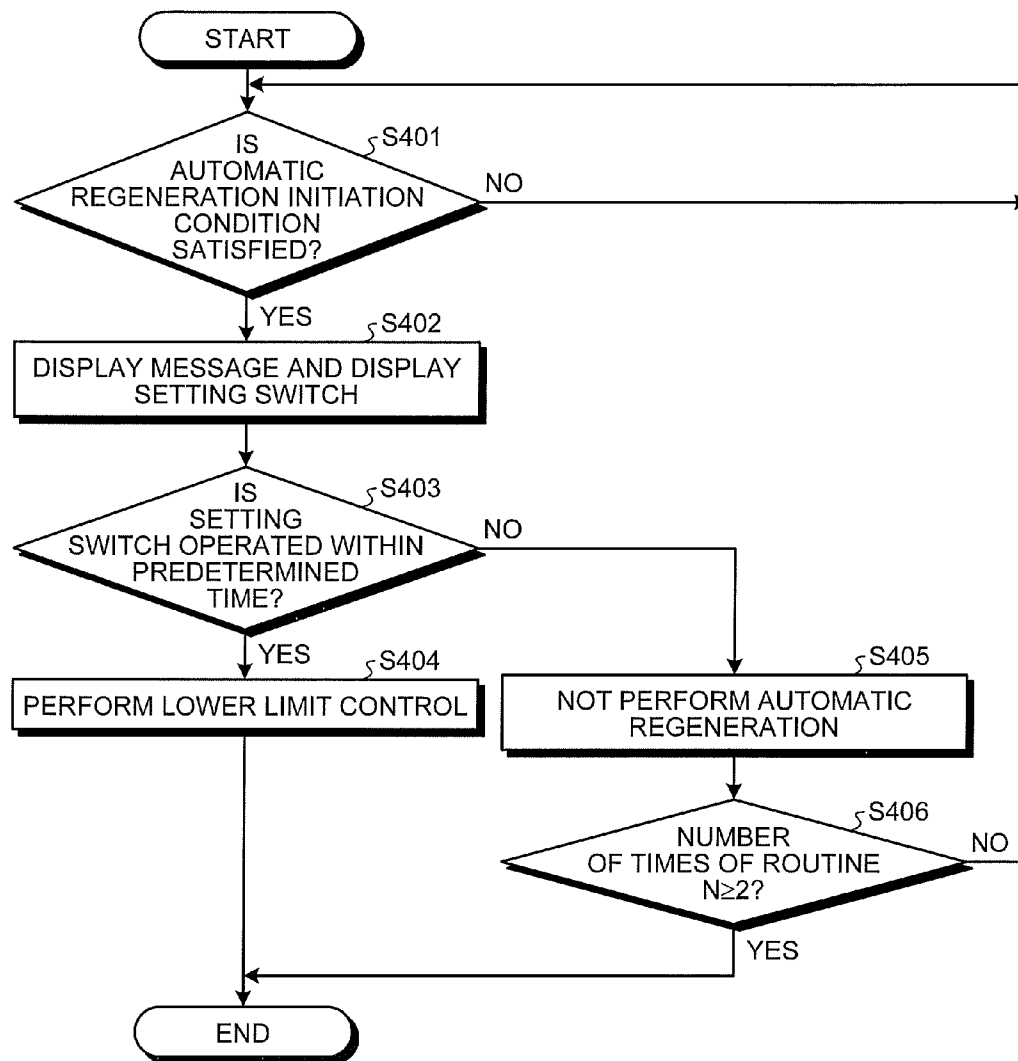 START
S401
IS
AUTOMATIC
REGENERATION INITIATION
CONDITION
SATISFIED?
NO
YES
S402
DISPLAY MESSAGE AND DISPLAY
SETTING SWITCH
S403
IS
SETTING
SWITCH OPERATED WITHIN
PREDETERMINED
TIME?
NO
YES
S404
PERFORM LOWER LIMIT CONTROL
S405
NOT PERFORM AUTOMATIC
REGENERATION
S406
NUMBER
OF TIMES OF ROUTINE
N≥2?
NO
YES
END